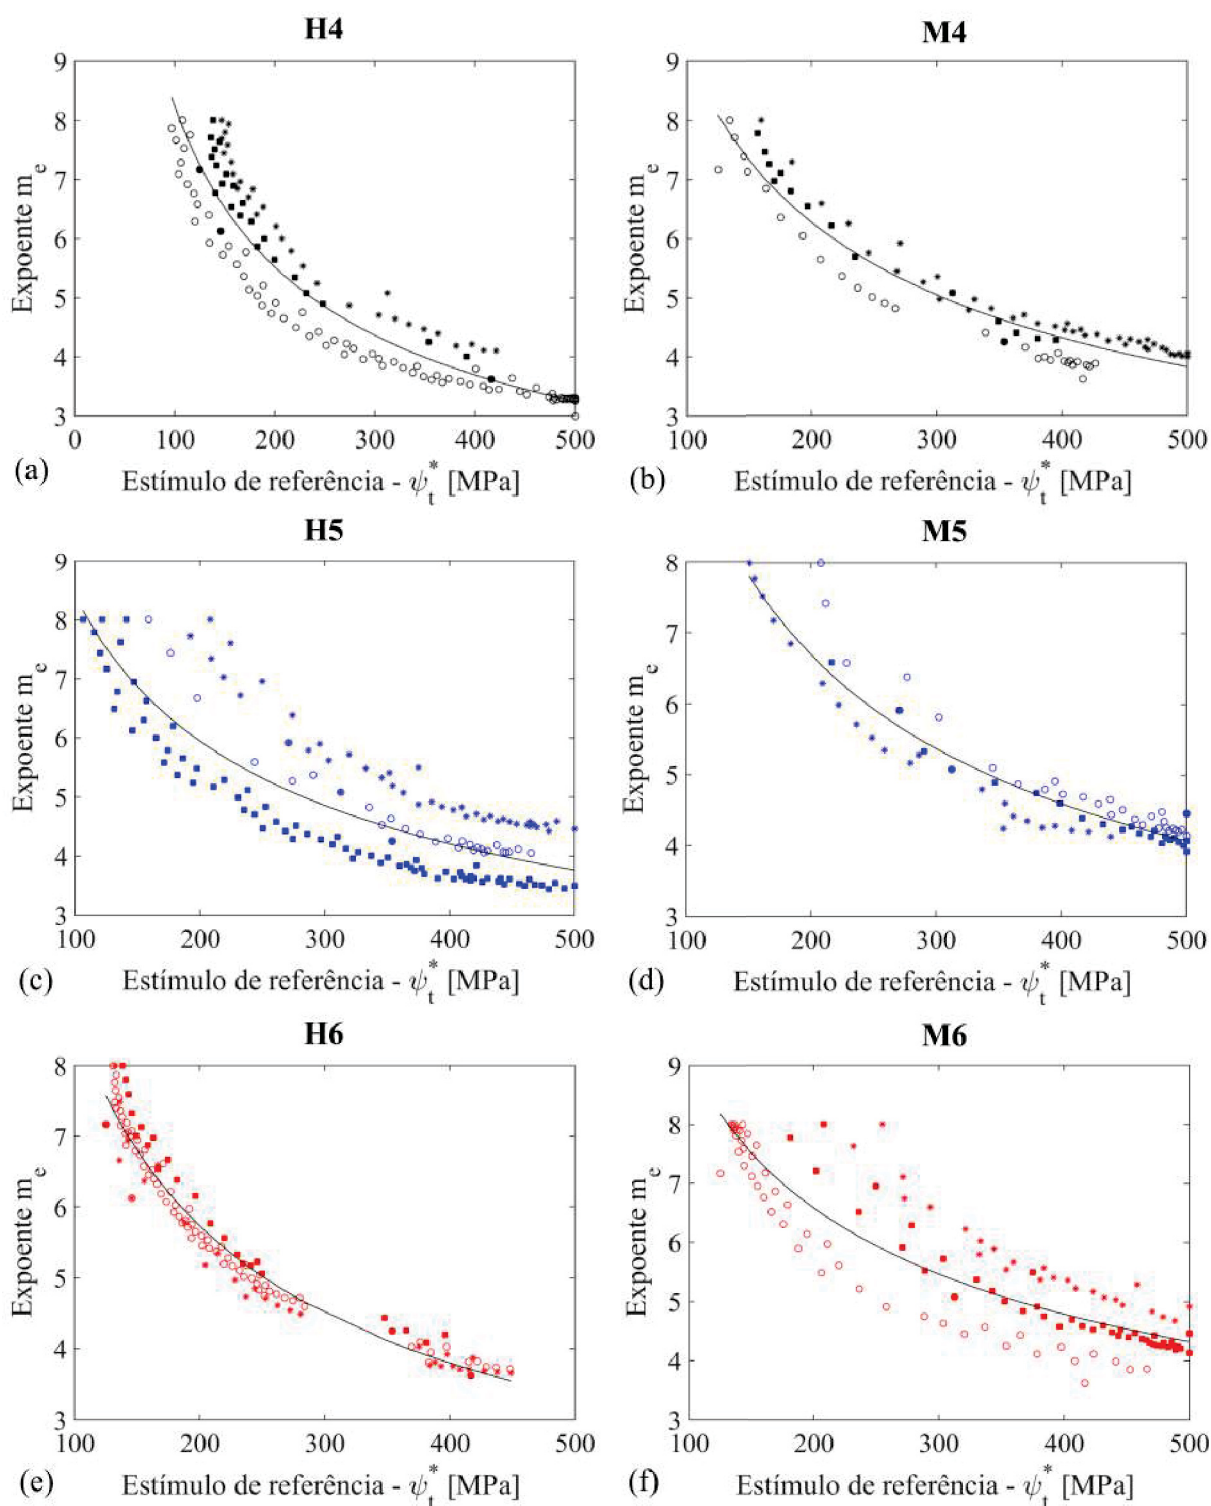 H4
M4
9
8
7
6
5
4
3
Expoente m_e
0 100 200 300 400 500
(a) Estímulo de referência - ψ_t^* [MPa]
9
8
7
6
5
4
3
Expoente m_e
100 200 300 400 500
(b) Estímulo de referência - ψ_t^* [MPa]
H5
M5
9
8
7
6
5
4
3
Expoente m_e
100 200 300 400 500
(c) Estímulo de referência - ψ_t^* [MPa]
8
7
6
5
4
3
Expoente m_e
100 200 300 400 500
(d) Estímulo de referência - ψ_t^* [MPa]
H6
M6
8
7
6
5
4
3
Expoente m_e
100 200 300 400 500
(e) Estímulo de referência - ψ_t^* [MPa]
9
8
7
6
5
4
3
Expoente m_e
100 200 300 400 500
(f) Estímulo de referência - ψ_t^* [MPa]